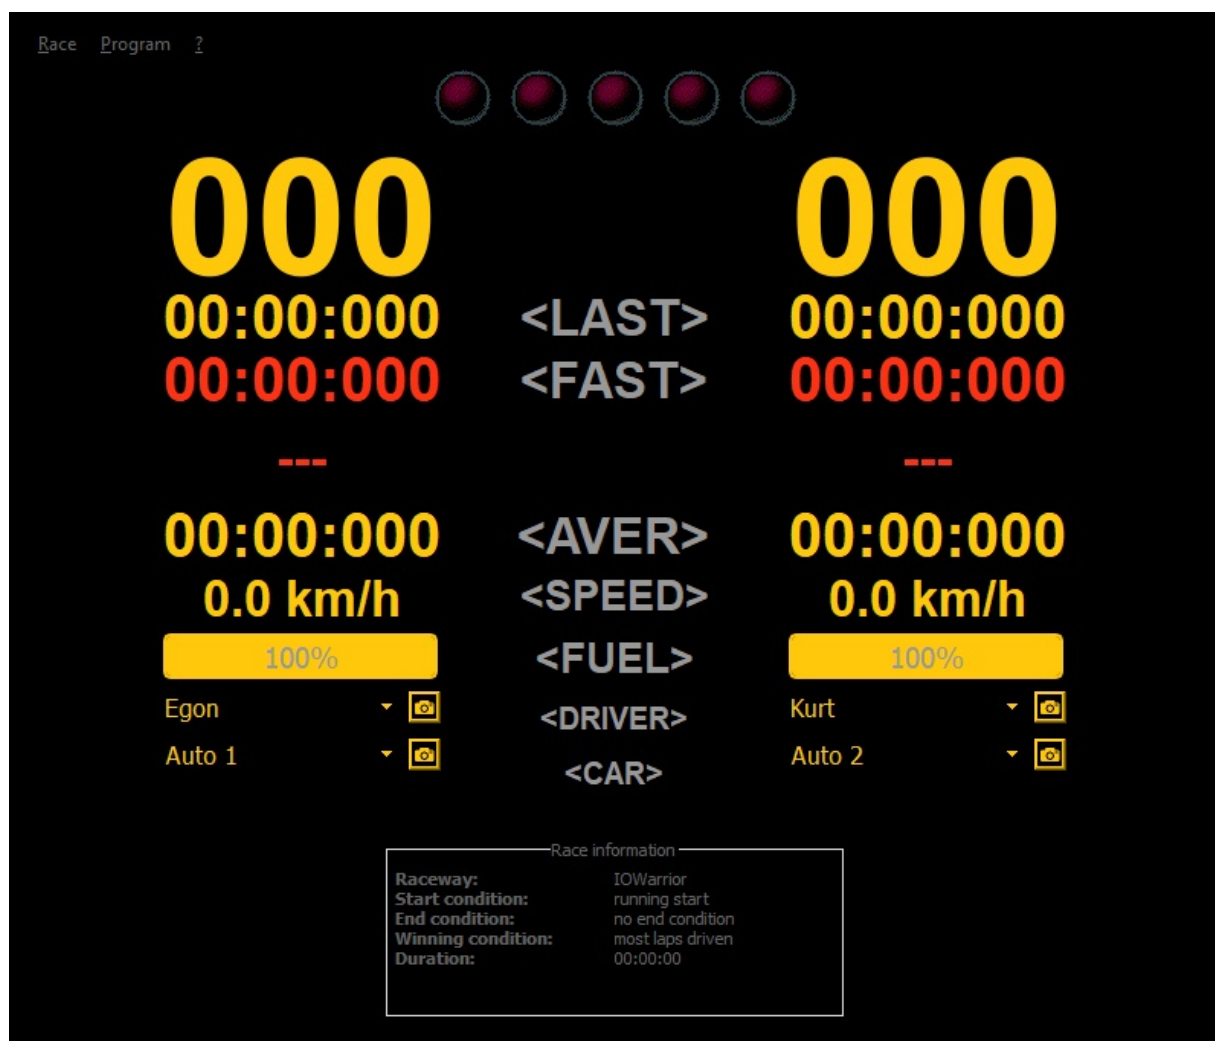 Race Program ?
000 000
00:00:000 <LAST> 00:00:000
00:00:000 <FAST> 00:00:000
--- ---
00:00:000 <AVER> 00:00:000
0.0 km/h <SPEED> 0.0 km/h
100% <FUEL> 100%
Egon <DRIVER> Kurt
Auto 1 <CAR> Auto 2
Race information
Raceway: IOWarrior
Start condition: running start
End condition: no end condition
Winning condition: most laps driven
Duration: 00:00:00